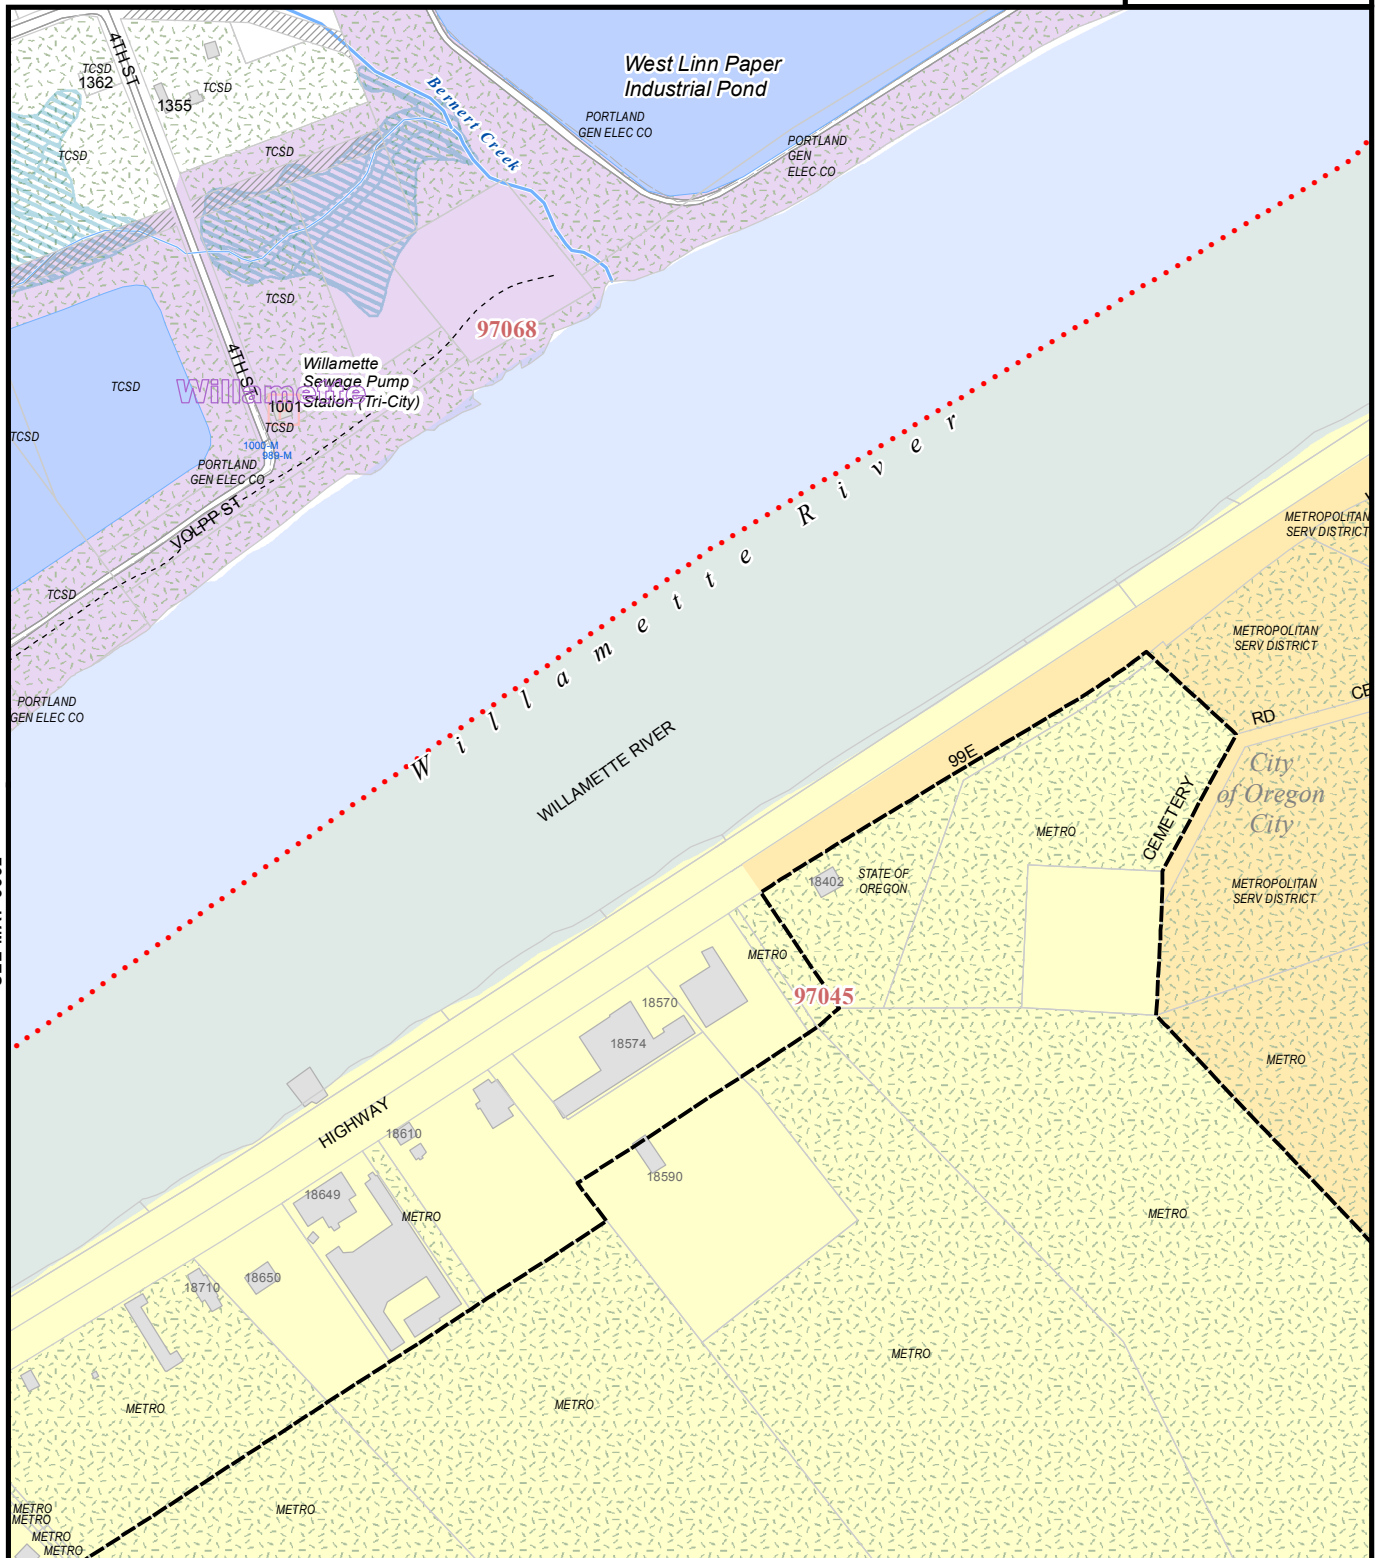 4TH ST
TCSD
1362
1355
TCSD
TCSD
TCSD
Bernert Creek
West Linn Paper
Industrial Pond
PORTLAND
GEN ELEC CO
PORTLAND
GEN
ELEC CO
TCSD
97068
4TH ST
Willamette
Sewage Pump
Station (Tri-City)
Willamette
1001
TCSD
TCSD
TCSD
1000-M
989-M
PORTLAND
GEN ELEC CO
VOLPP ST
TCSD
PORTLAND
GEN ELEC CO
Willamette River
WILLAMETTE RIVER
METROPOLITAN
SERV DISTRICT
METROPOLITAN
SERV DISTRICT
RD
CE
99E
City
of Oregon
City
CEMETERY
METRO
STATE OF
OREGON
18402
METROPOLITAN
SERV DISTRICT
METRO
97045
18570
18574
METRO
HIGHWAY
18610
18590
18649
METRO
METRO
18650
18710
METRO
METRO
METRO
METRO
METRO
METRO
METRO
METRO